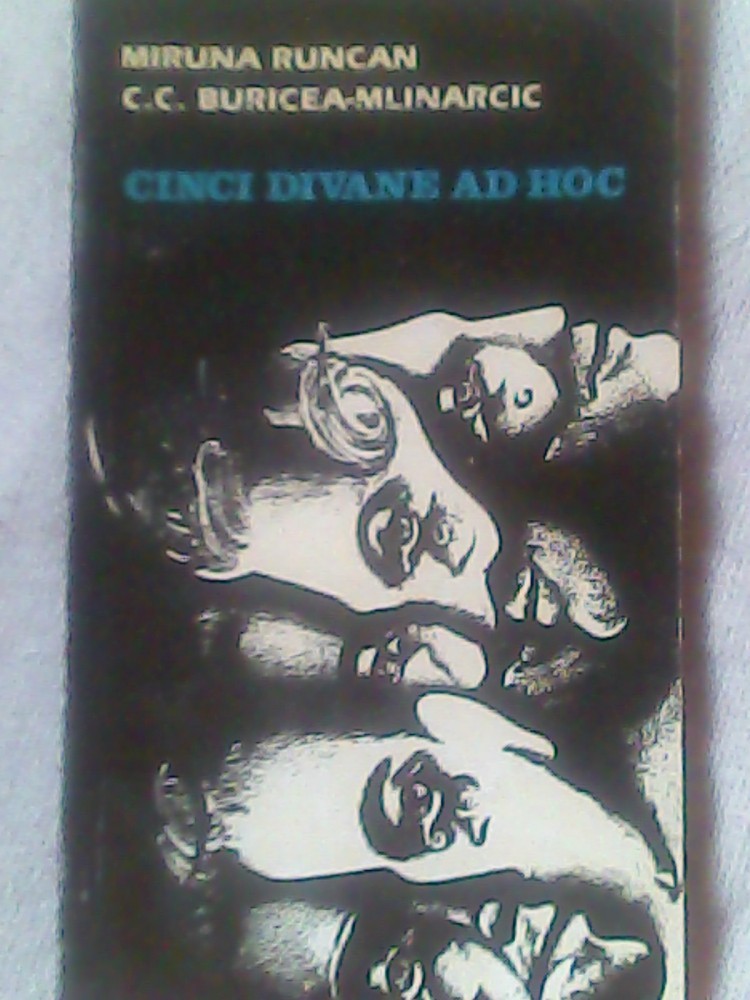 MIRUNA RUNCAN
C.C. BURICEA-MLINARCIC
CINCI DIVANE AD HOC